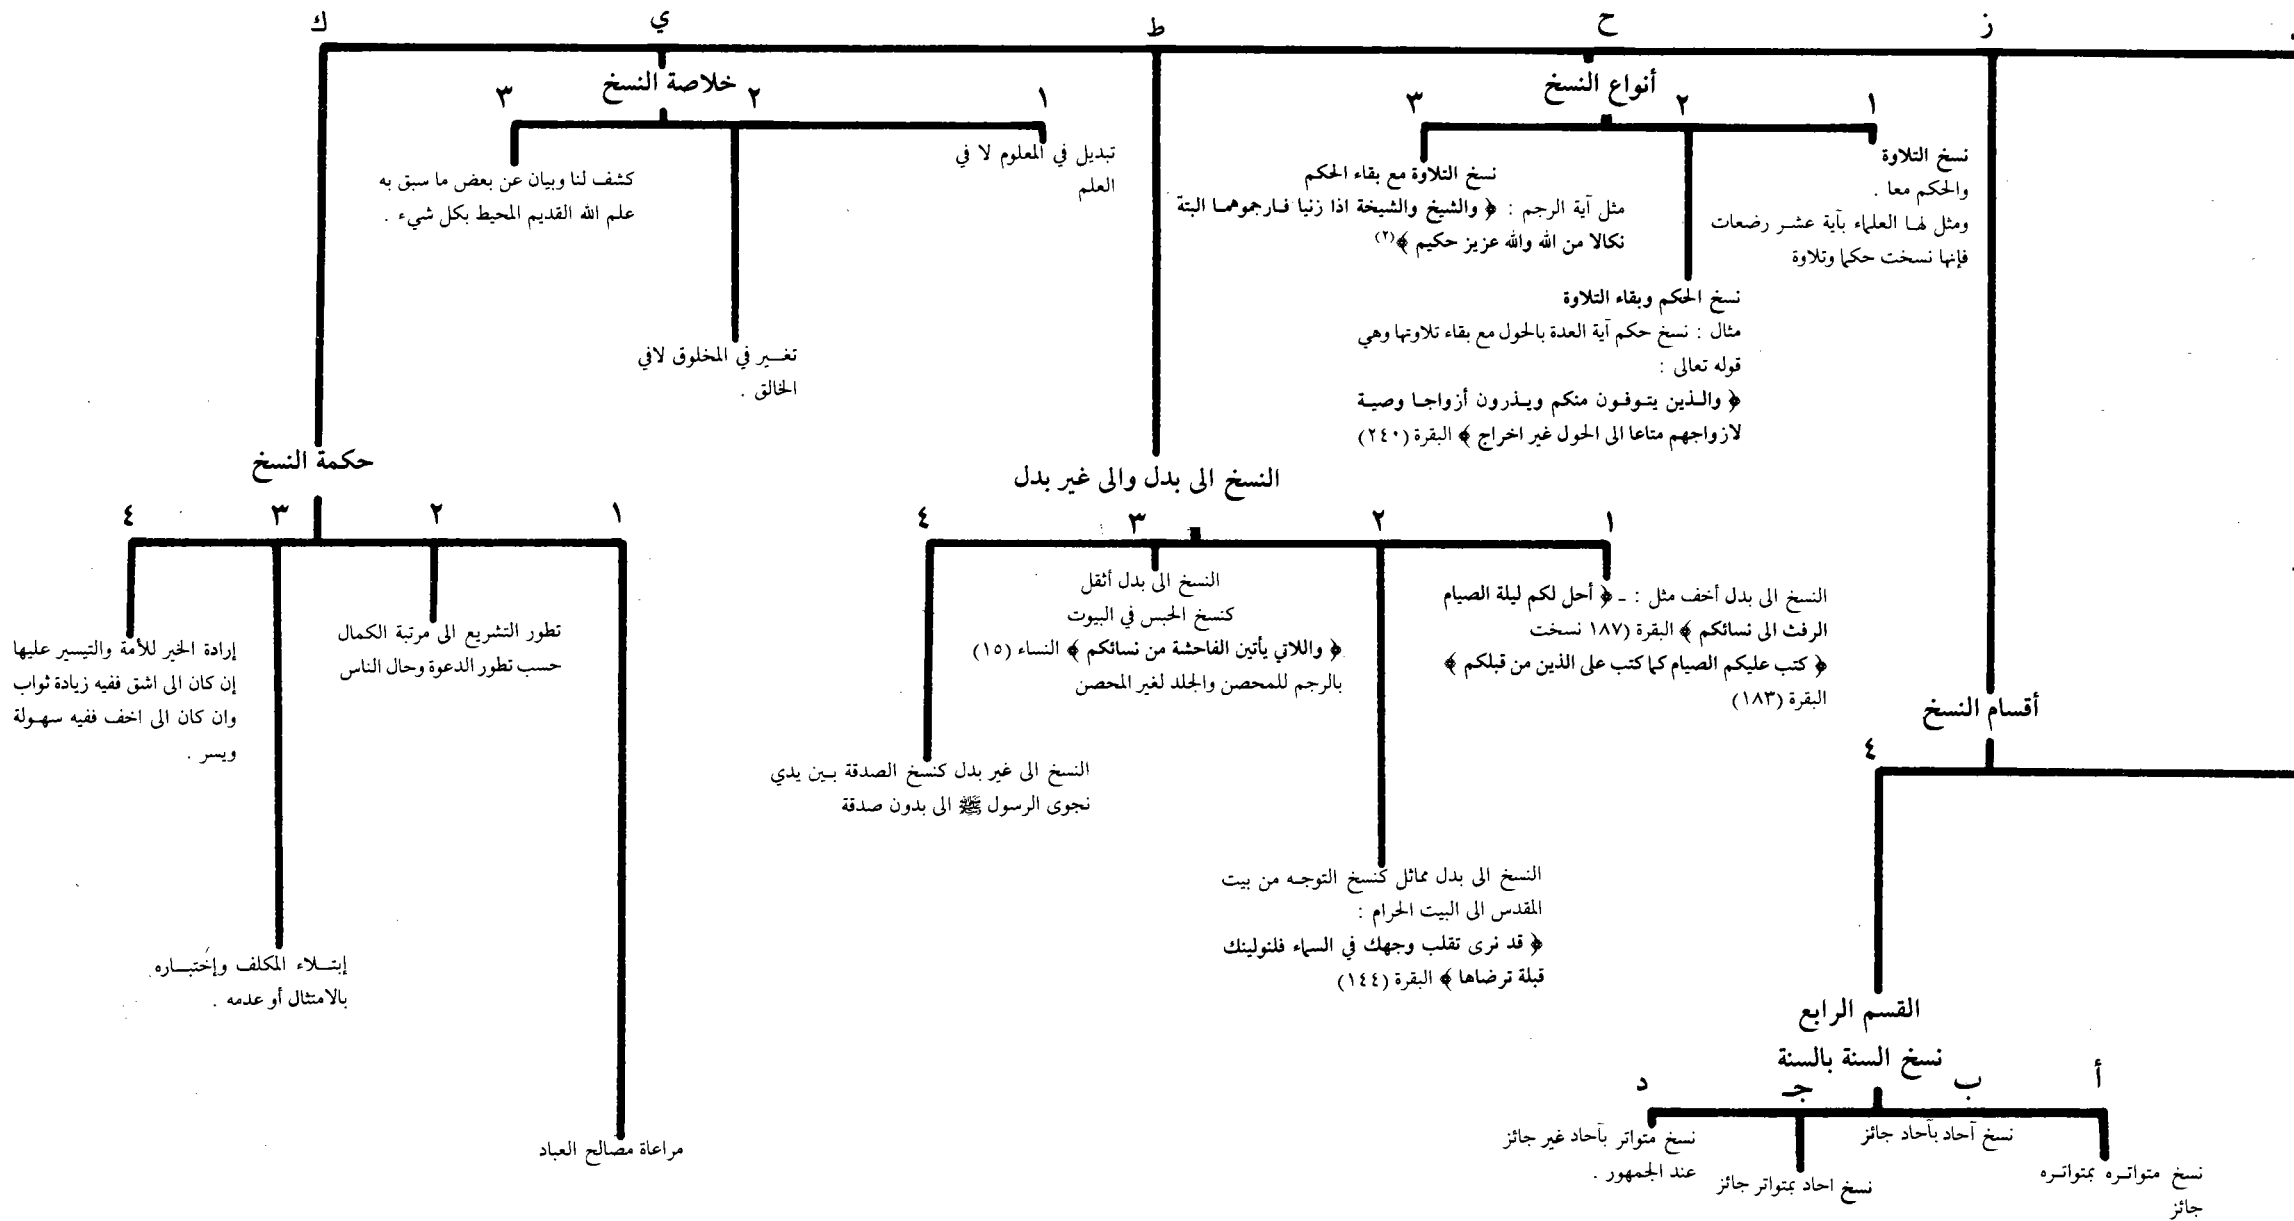 ز
ح
ط
ي
ك
أنواع النسخ
١
٢
٣
نسخ التلاوة
والحكم معا .
ومثل لها العلماء بآية عشر رضعات
فإنها نسخت حكما وتلاوة
نسخ الحكم وبقاء التلاوة
مثال : نسخ حكم آية العدة بالحول مع بقاء تلاوتها وهي
قوله تعالى :
﴿ والذين يتوفون منكم ويذرون أزواجا وصية
لازواجهم متاعا الى الحول غير اخراج ﴾ البقرة (٢٤٠)
نسخ التلاوة مع بقاء الحكم
مثل آية الرجم : ﴿ والشيخ والشيخة اذا زنيا فارجموهما البتة
نكالا من الله والله عزيز حكيم ﴾(٢)
خلاصة النسخ
١
٢
٣
تبديل في المعلوم لا في
العلم
تغير في المخلوق لافي
الخالق .
كشف لنا وبيان عن بعض ما سبق به
علم الله القديم المحيط بكل شيء .
أقسام النسخ
٤
القسم الرابع
نسخ السنة بالسنة
أ
ب
جـ
د
نسخ متواتره بمتواتره
جائز
نسخ آحاد بآحاد جائز
نسخ احاد بمتواتر جائز
نسخ متواتر بآحاد غير جائز
عند الجمهور .
النسخ الى بدل والى غير بدل
١
٢
٣
٤
النسخ الى بدل أخف مثل : ـ ﴿ أحل لكم ليلة الصيام
الرفث الى نسائكم ﴾ البقرة (١٨٧ نسخت
﴿ كتب عليكم الصيام كما كتب على الذين من قبلكم ﴾
البقرة (١٨٣)
النسخ الى بدل مماثل كنسخ التوجه من بيت
المقدس الى البيت الحرام :
﴿ قد نرى تقلب وجهك في السماء فلنولينك
قبلة ترضاها ﴾ البقرة (١٤٤)
النسخ الى بدل أثقل
كنسخ الحبس في البيوت
﴿ واللاتي يأتين الفاحشة من نسائكم ﴾ النساء (١٥)
بالرجم للمحصن والجلد لغير المحصن
النسخ الى غير بدل كنسخ الصدقة بين يدي
نجوى الرسول ﷺ الى بدون صدقة
حكمة النسخ
١
٢
٣
٤
مراعاة مصالح العباد
تطور التشريع الى مرتبة الكمال
حسب تطور الدعوة وحال الناس
إبتلاء المكلف وإختباره
بالامتثال أو عدمه .
إرادة الخير للأمة والتيسير عليها
إن كان الى اشق ففيه زيادة ثواب
وان كان الى اخف ففيه سهولة
ويسر .